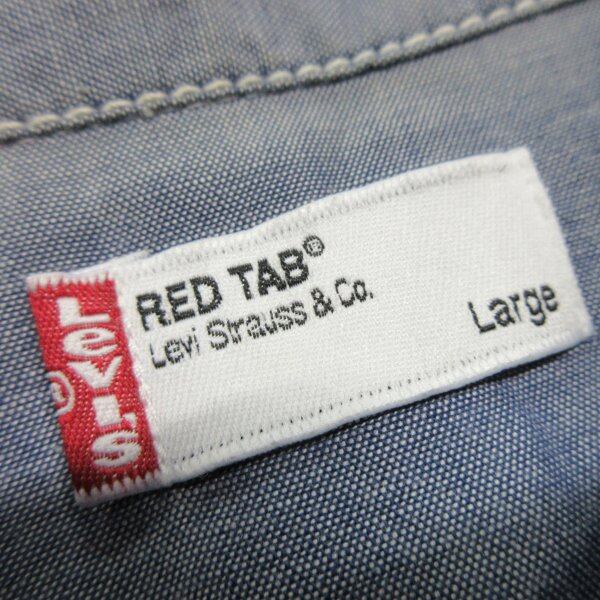 LEVI'S®
RED TAB®
Levi Strauss & Co.
Large